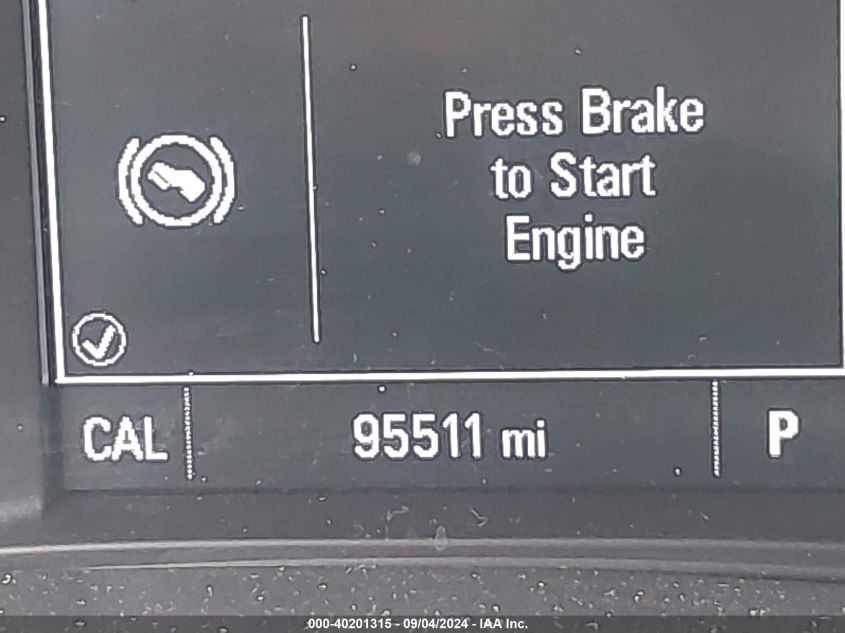 Press Brake
to Start
Engine
CAL 95511 mi P
000-40201315 - 09/04/2024 - IAA Inc.